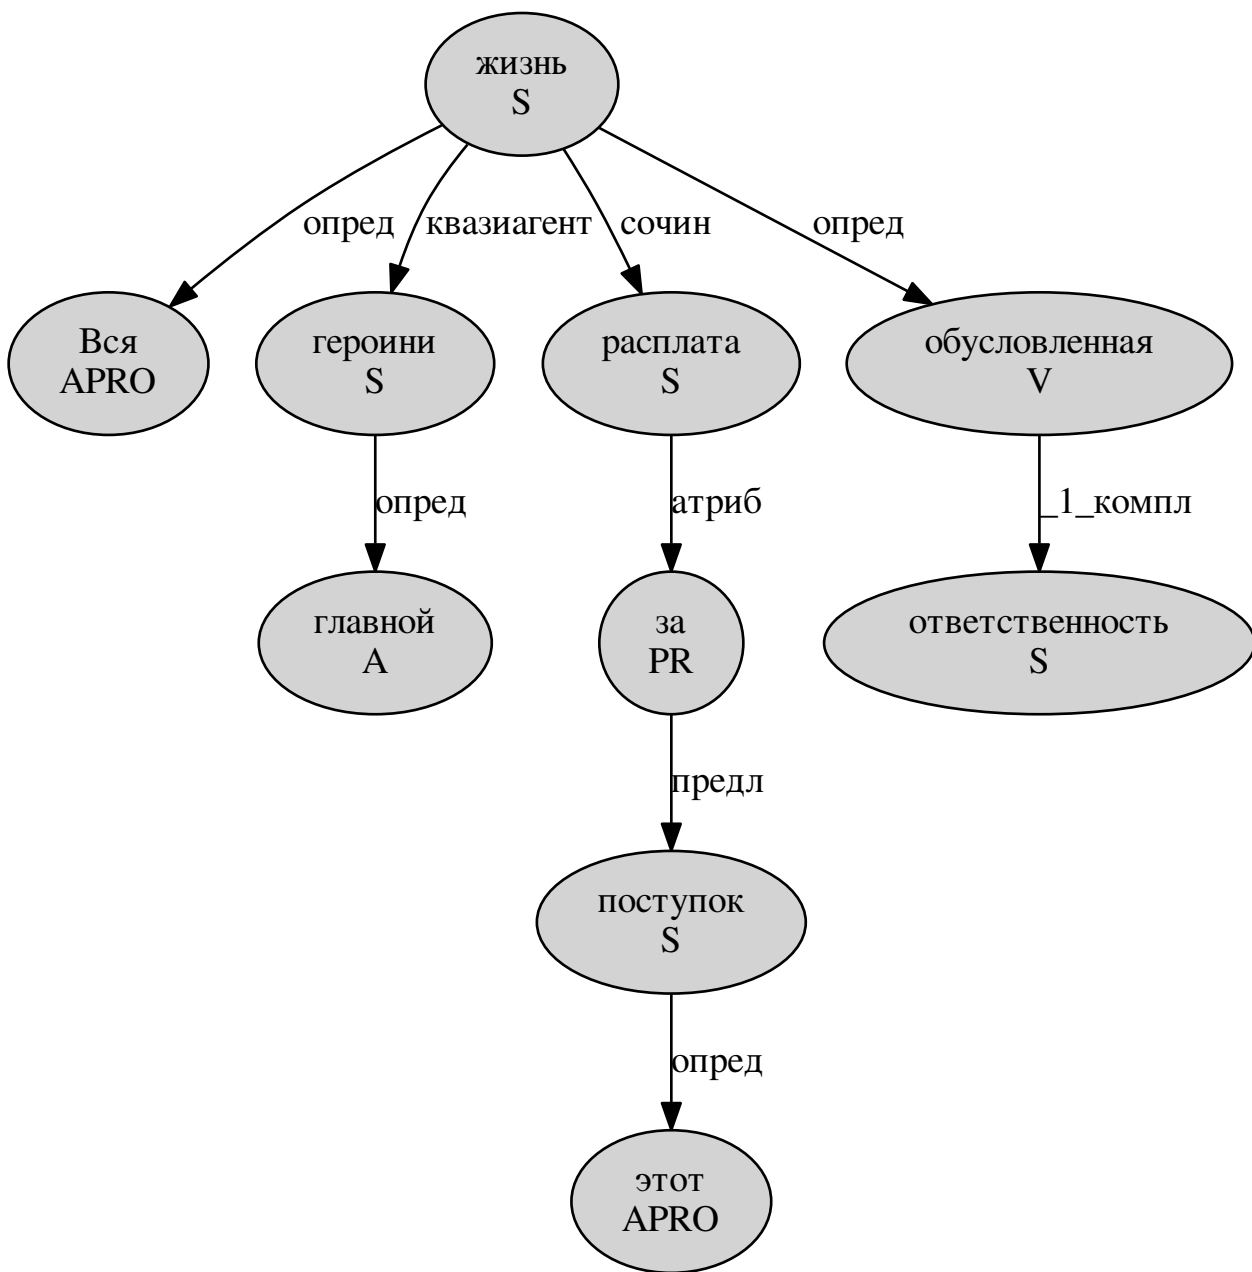 жизнь
S
опред
квазиагент
сочин
опред
Вся
APRO
героини
S
расплата
S
обусловленная
V
опред
атриб
_1_компл
главной
A
за
PR
ответственность
S
предл
поступок
S
опред
этот
APRO